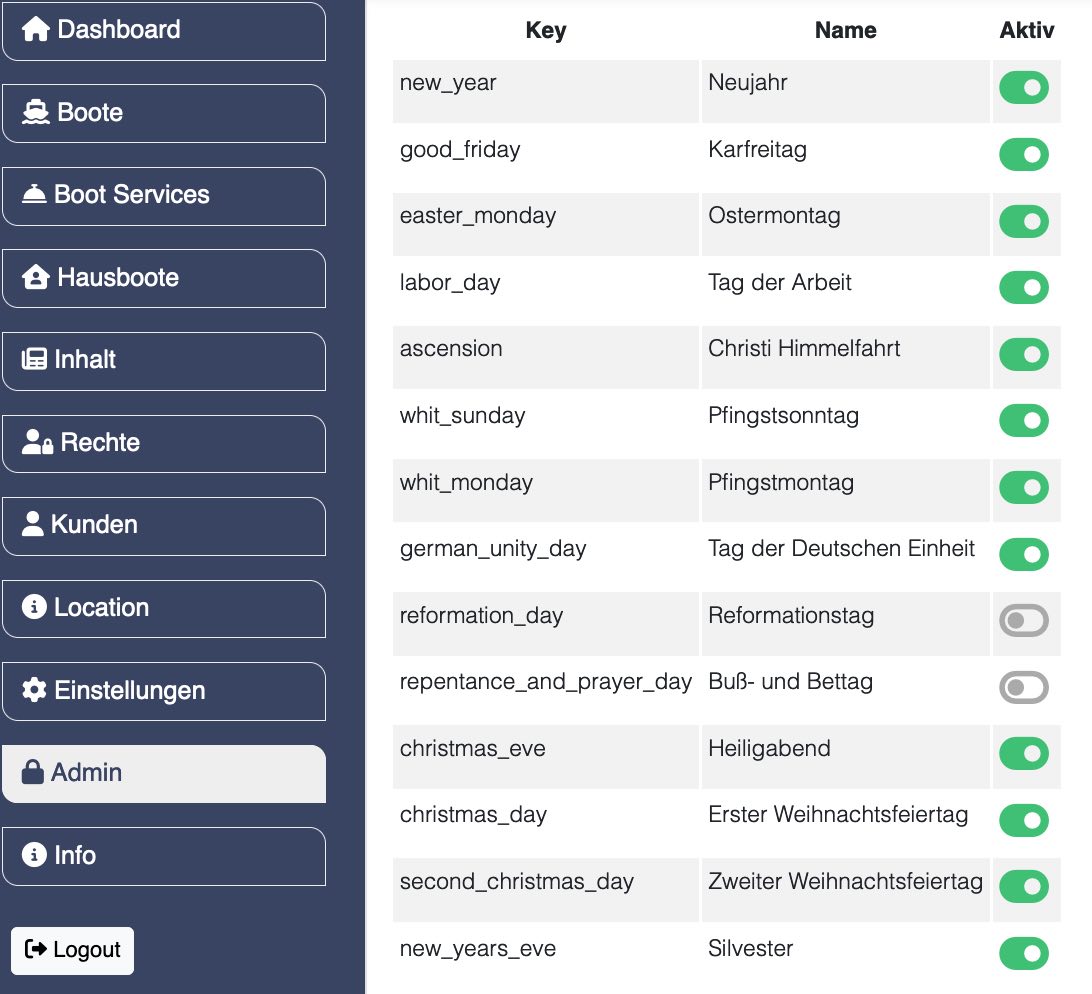 Dashboard
Boote
Boot Services
Hausboote
Inhalt
Rechte
Kunden
Location
Einstellungen
Admin
Info
Logout
Key Name Aktiv
new_year Neujahr
good_friday Karfreitag
easter_monday Ostermontag
labor_day Tag der Arbeit
ascension Christi Himmelfahrt
whit_sunday Pfingstsonntag
whit_monday Pfingstmontag
german_unity_day Tag der Deutschen Einheit
reformation_day Reformationstag
repentance_and_prayer_day Buß- und Bettag
christmas_eve Heiligabend
christmas_day Erster Weihnachtsfeiertag
second_christmas_day Zweiter Weihnachtsfeiertag
new_years_eve Silvester